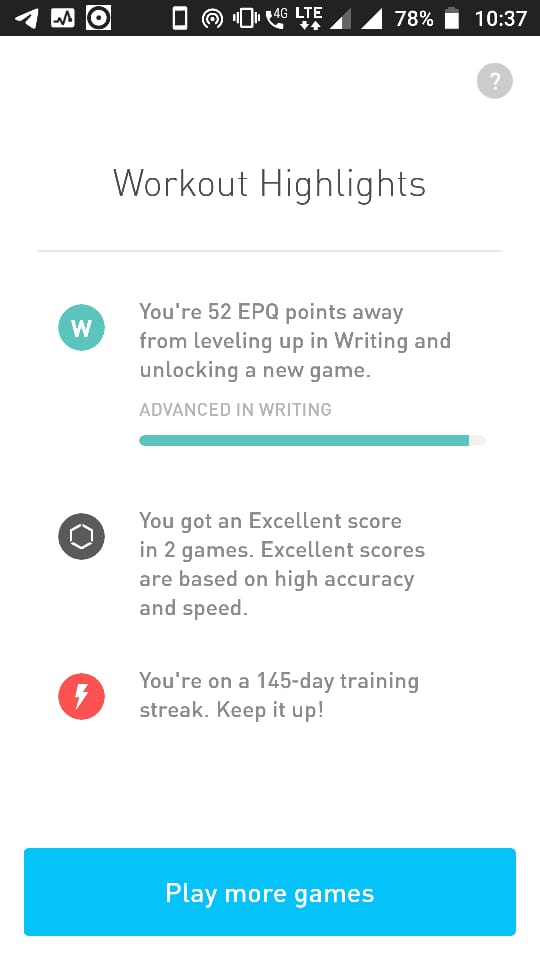 4G LTE 78% 10:37
?
Workout Highlights
W
You're 52 EPQ points away
from leveling up in Writing and
unlocking a new game.
ADVANCED IN WRITING
You got an Excellent score
in 2 games. Excellent scores
are based on high accuracy
and speed.
You're on a 145-day training
streak. Keep it up!
Play more games